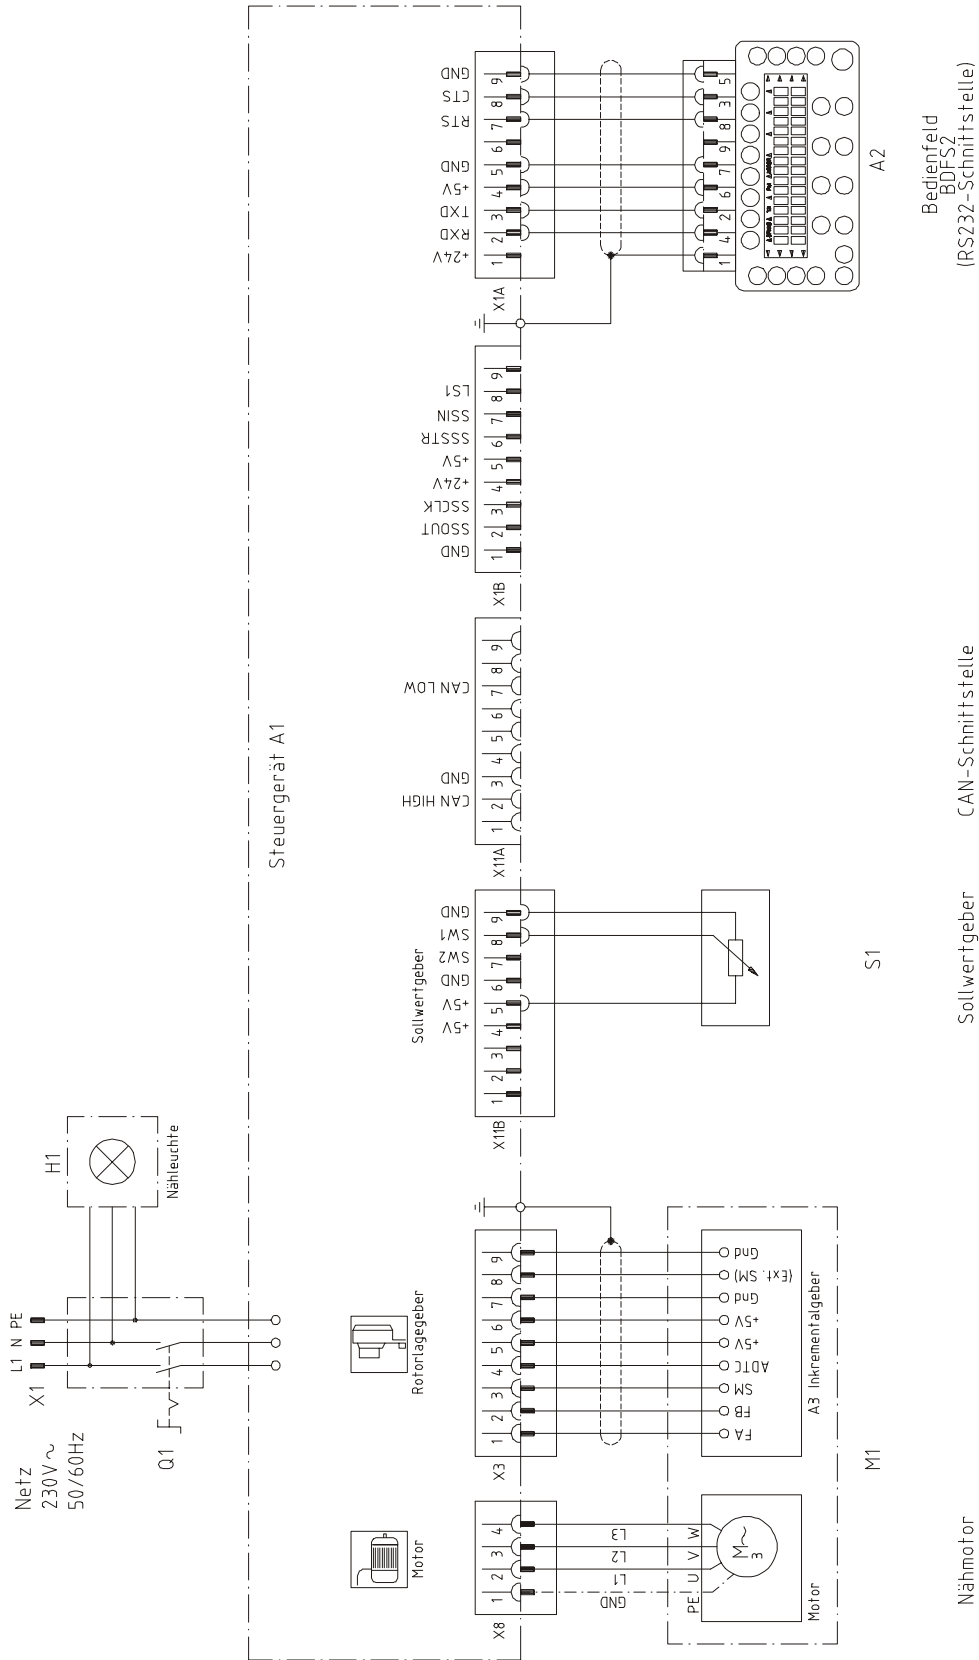 Netz
230V~
50/60Hz
X1
L1 N PE
Q1
H1
Nähleuchte
Steuergerät A1
Motor
X8
1 2 3 4
GND L1 L2 L3
PE U V W
M~
3
Motor
Rotorlagegeber
X3
1 2 3 4 5 6 7 8 9
FA
FB
SM
ADTC
+5V
+5V
Gnd
(Ext. SM)
Gnd
A3 Inkrementalgeber
M1
Nähmotor
Sollwertgeber
X11B
1 2 3 4 5 6 7 8 9
+5V
+5V
GND
SW2
SW1
GND
S1
Sollwertgeber
X11A
1 2 3 4 5 6 7 8 9
CAN HIGH
GND
CAN LOW
CAN-Schnittstelle
X1B
1 2 3 4 5 6 7 8 9
GND
SSOUT
SSCLK
+24V
+5V
SSSTR
SSIN
LS1
X1A
1 2 3 4 5 6 7 8 9
+24V
RXD
TXD
+5V
GND
RTS
CTS
GND
1 4 2 6 7 9 8 3 5
A2
Bedienfeld
BDFS2
(RS232-Schnittstelle)